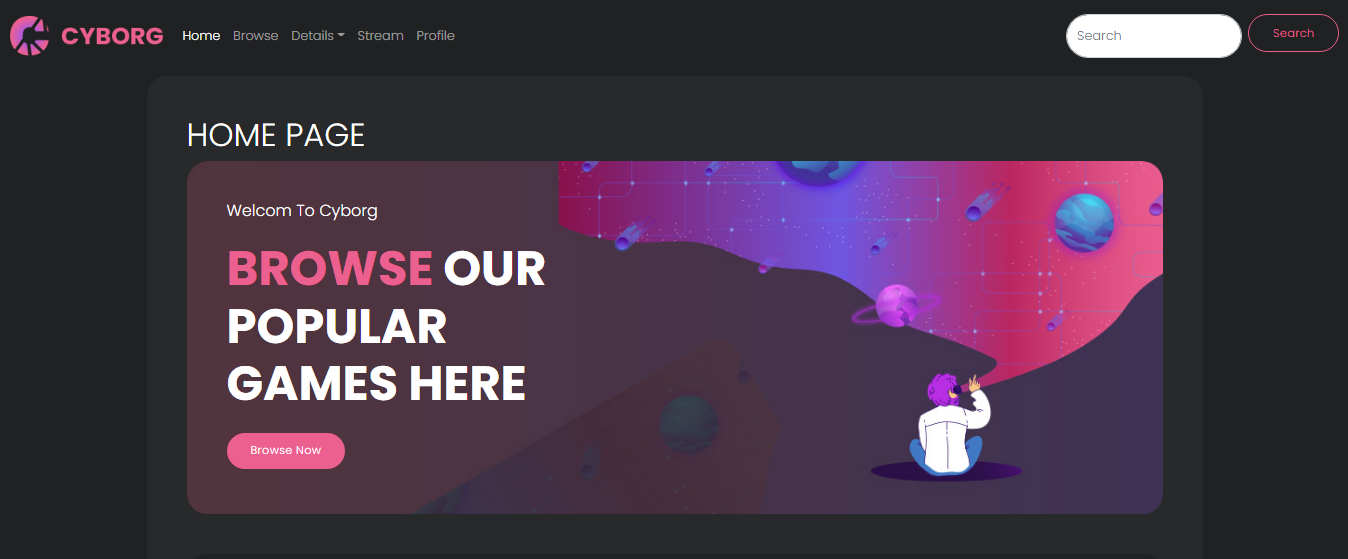 CYBORG Home Browse Details Stream Profile Search Search
HOME PAGE
Welcom To Cyborg
BROWSE OUR
POPULAR
GAMES HERE
Browse Now